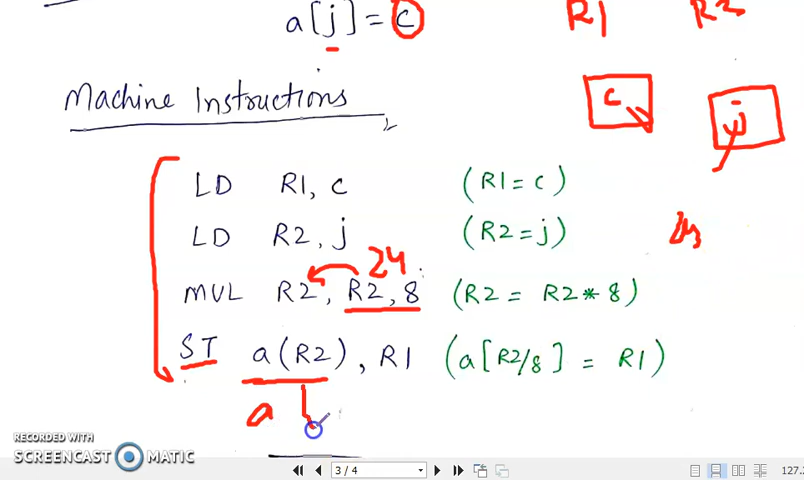 a[j] = c
R1 R2
Machine Instructions
c
j
LD R1, c (R1 = c)
LD R2, j (R2 = j)
24
MUL R2, R2, 8 (R2 = R2 * 8)
ST a(R2), R1 (a[R2/8] = R1)
a
RECORDED WITH
SCREENCAST MATIC
3 / 4
127.